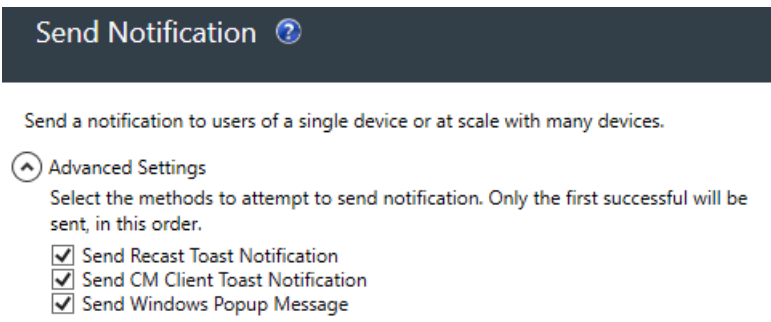 Send Notification ?
Send a notification to users of a single device or at scale with many devices.
Advanced Settings
Select the methods to attempt to send notification. Only the first successful will be
sent, in this order.
Send Recast Toast Notification
Send CM Client Toast Notification
Send Windows Popup Message